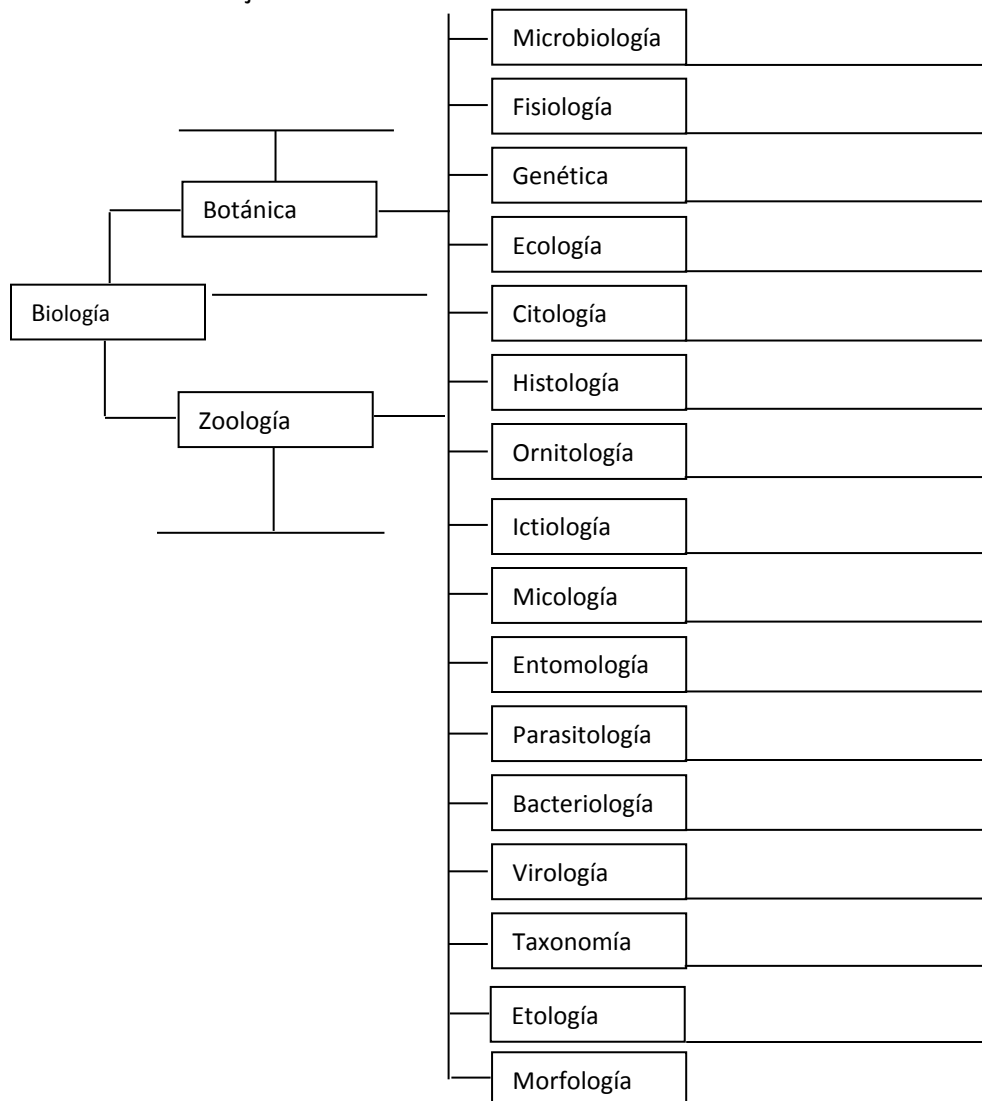 Microbiología
Fisiología
Genética
Botánica
Ecología
Biología
Citología
Histología
Zoología
Ornitología
Ictiología
Micología
Entomología
Parasitología
Bacteriología
Virología
Taxonomía
Etología
Morfología